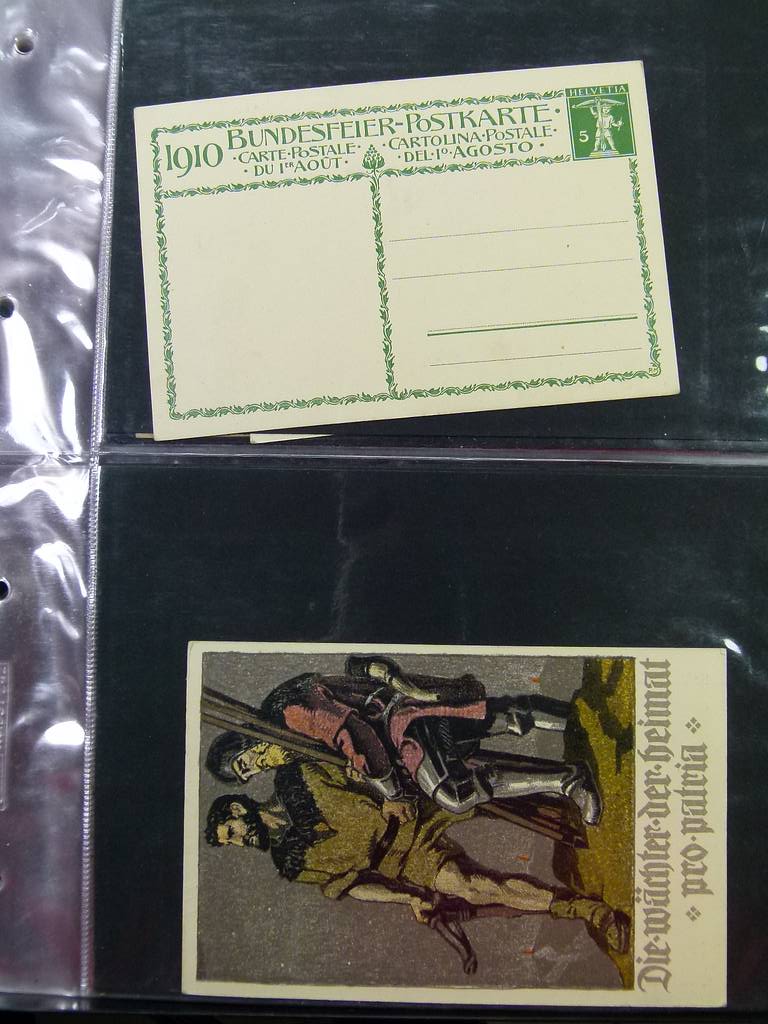 1910 BUNDESFEIER-POSTKARTE
·CARTE·POSTALE· ·CARTOLINA·POSTALE·
·DU 1ER AOÛT· ·DEL·1º·AGOSTO·
HELVETIA
5
Die·wächter·der·heimat
pro·patria